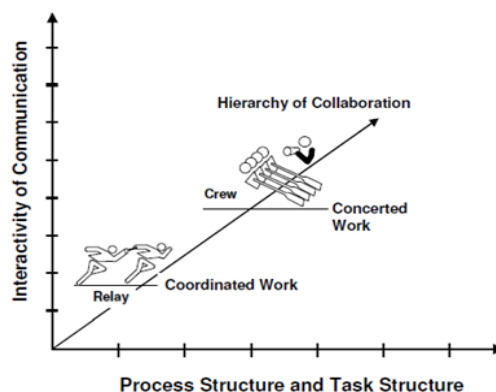 Interactivity of Communication
Hierarchy of Collaboration
Crew
Concerted
Work
Coordinated Work
Relay
Process Structure and Task Structure